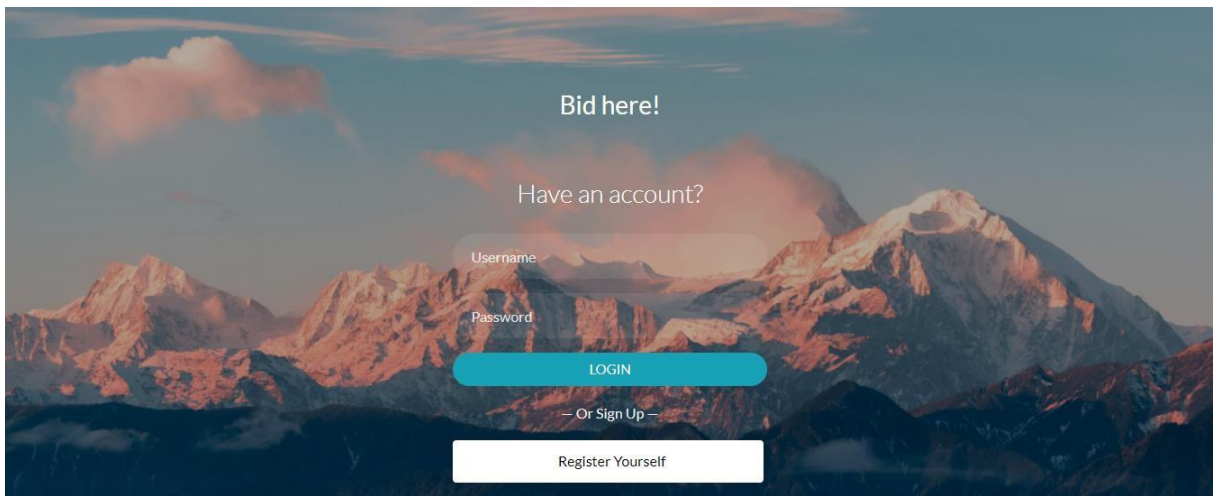 Bid here!
Have an account?
Username
Password
LOGIN
— Or Sign Up —
Register Yourself